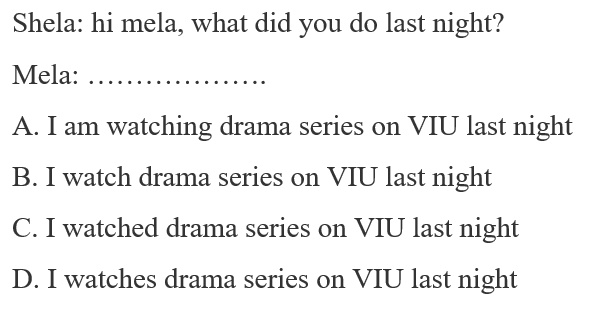 Shela: hi mela, what did you do last night?
Mela: ………………….
A. I am watching drama series on VIU last night
B. I watch drama series on VIU last night
C. I watched drama series on VIU last night
D. I watches drama series on VIU last night